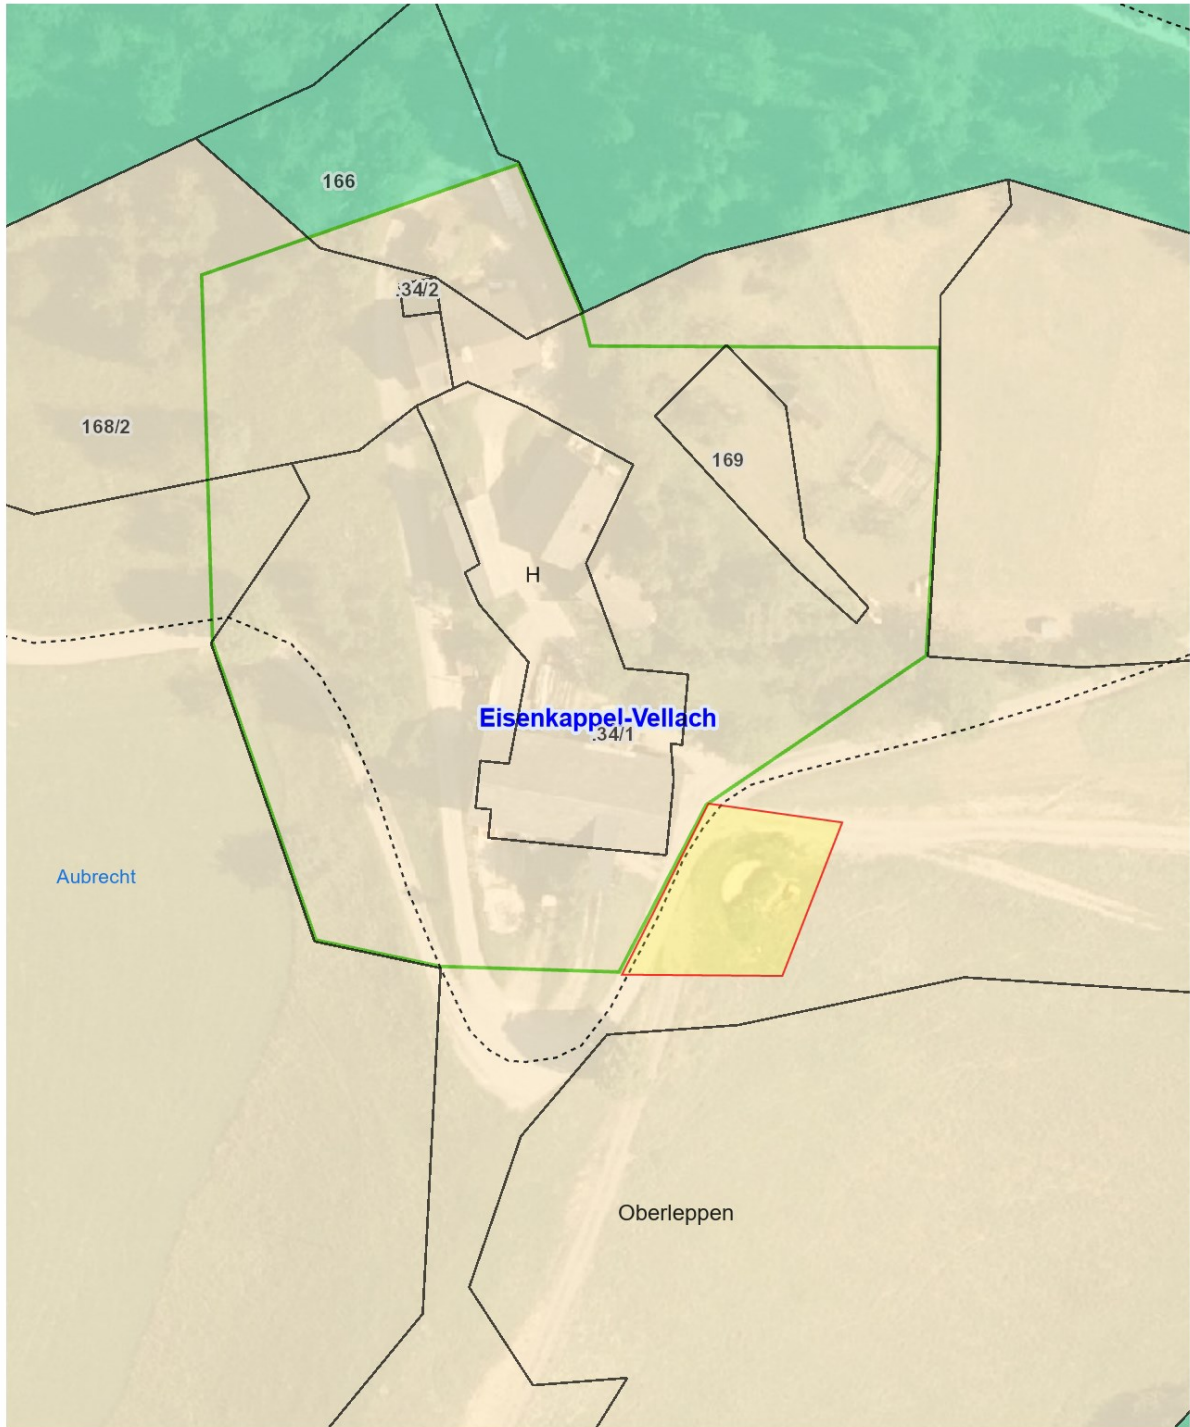 166
.34/2
168/2
169
H
Eisenkappel-Vellach
.34/1
Aubrecht
Oberleppen